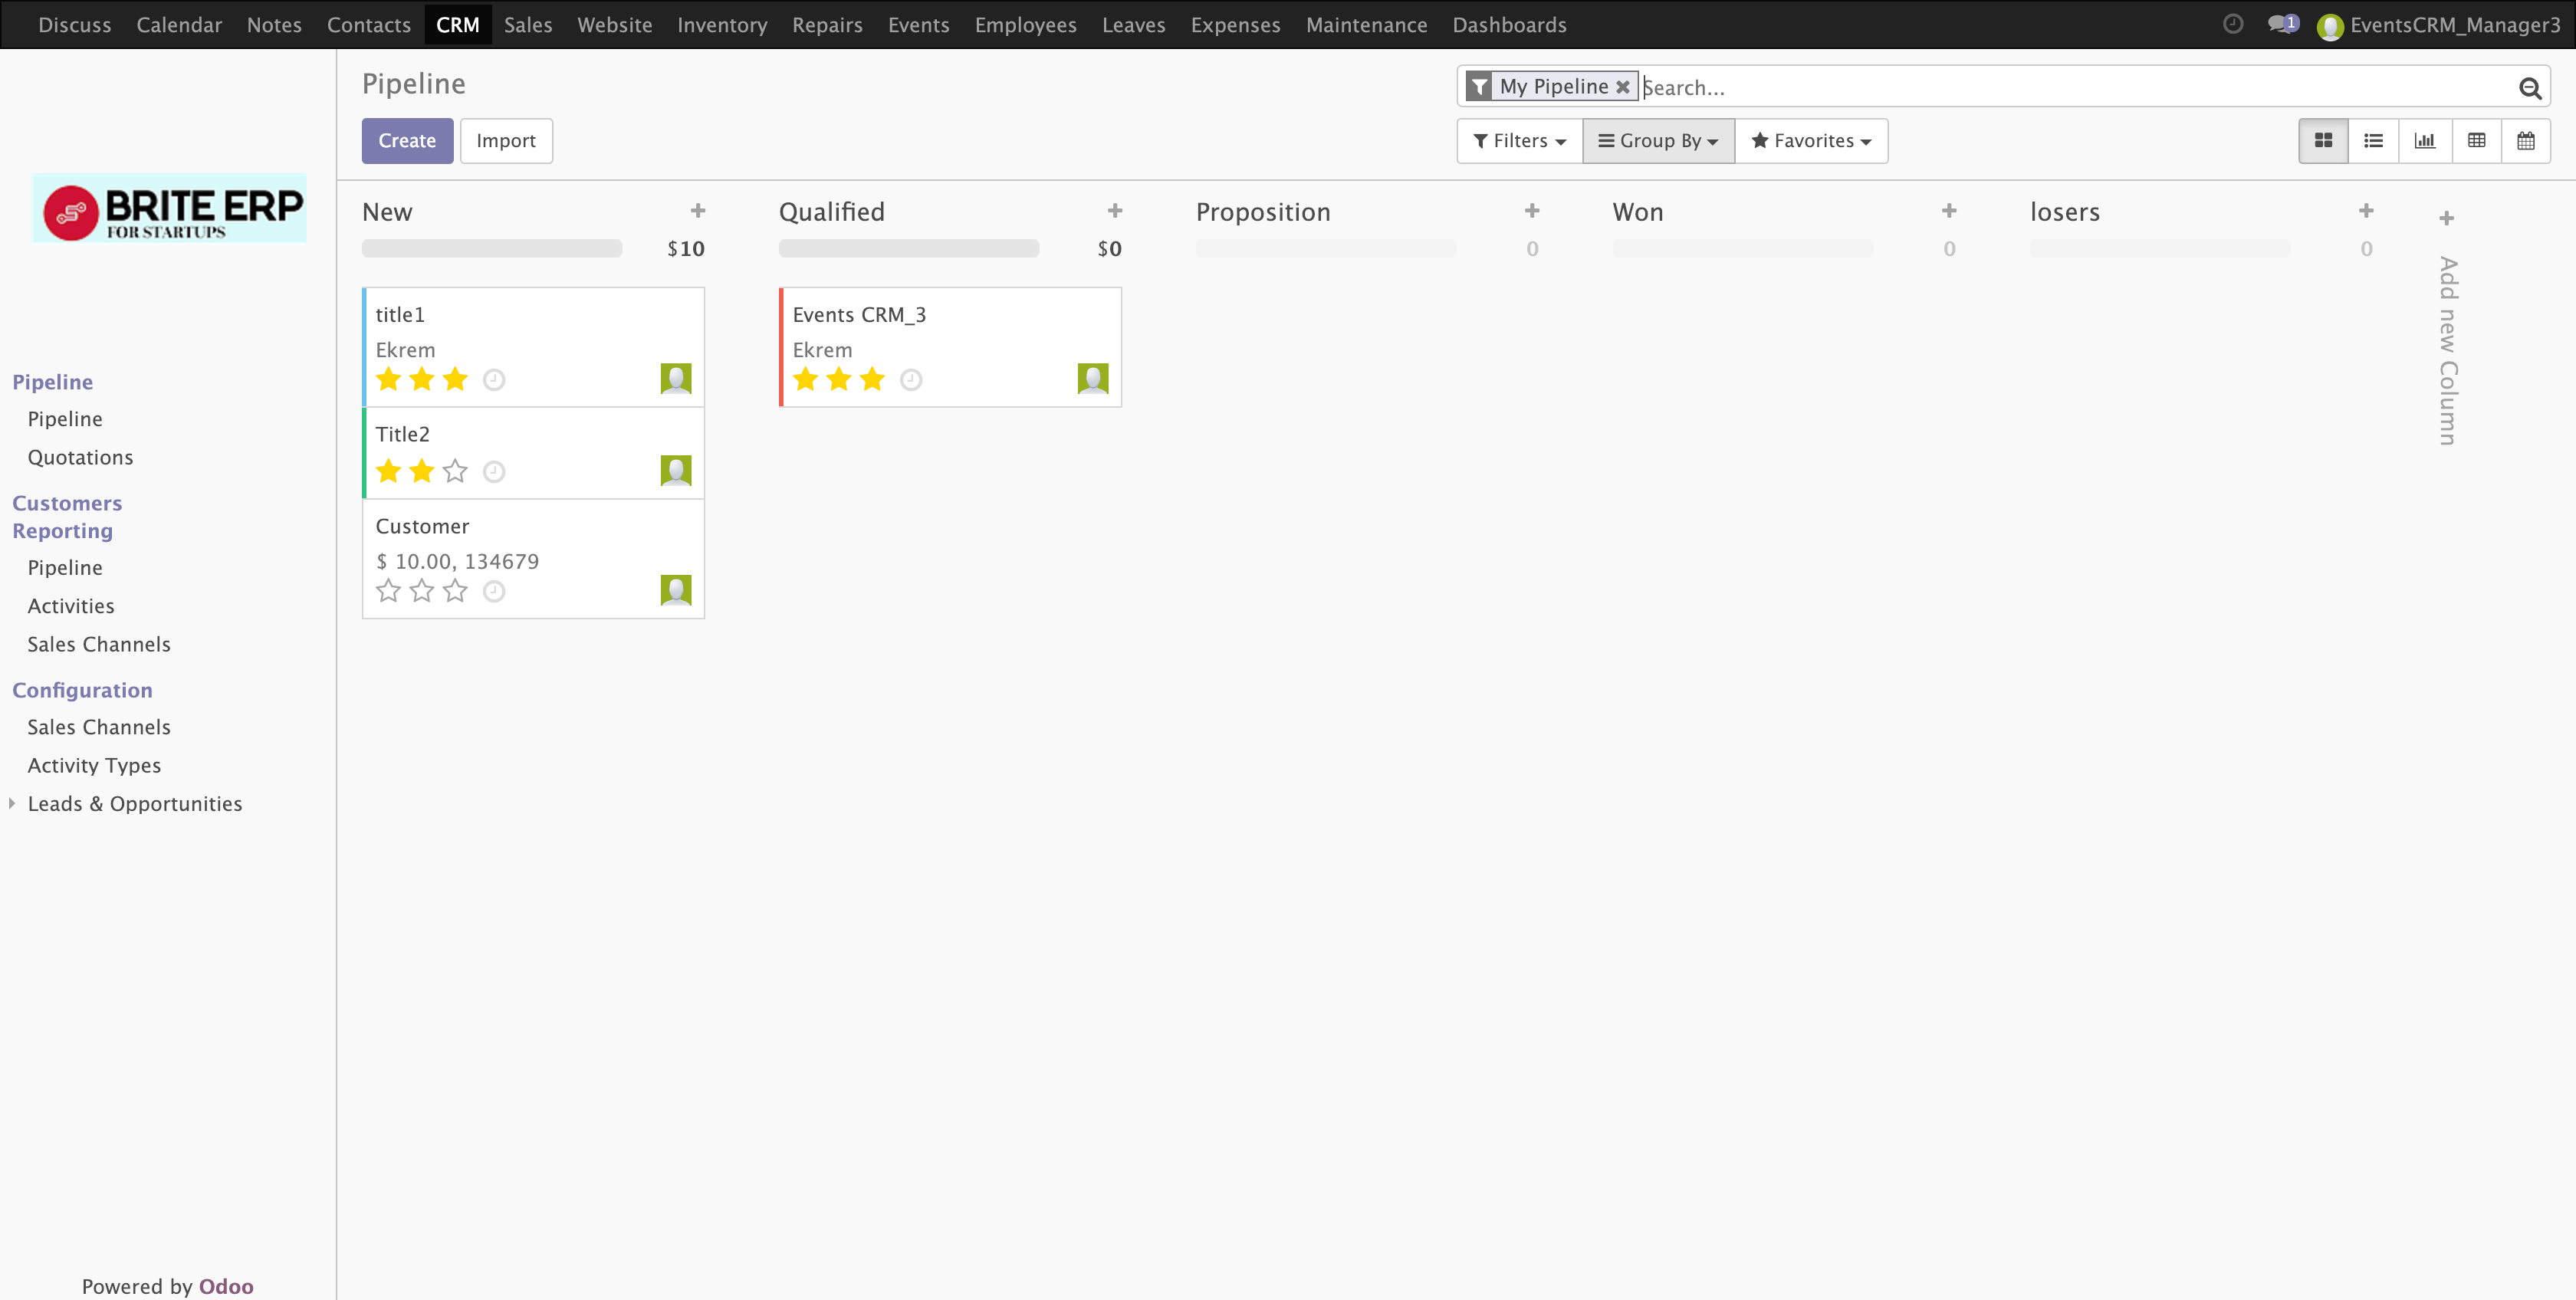 Discuss Calendar Notes Contacts CRM Sales Website Inventory Repairs Events Employees Leaves Expenses Maintenance Dashboards 1 EventsCRM_Manager3
Pipeline
My Pipeline Search...
Create Import
Filters Group By Favorites
BRITE ERP
FOR STARTUPS
Pipeline
Pipeline
Quotations
Customers
Reporting
Pipeline
Activities
Sales Channels
Configuration
Sales Channels
Activity Types
Leads & Opportunities
Powered by Odoo
New
$10
title1
Ekrem
Title2
Customer
$ 10.00, 134679
Qualified
$0
Events CRM_3
Ekrem
Proposition
0
Won
0
losers
0
Add new Column